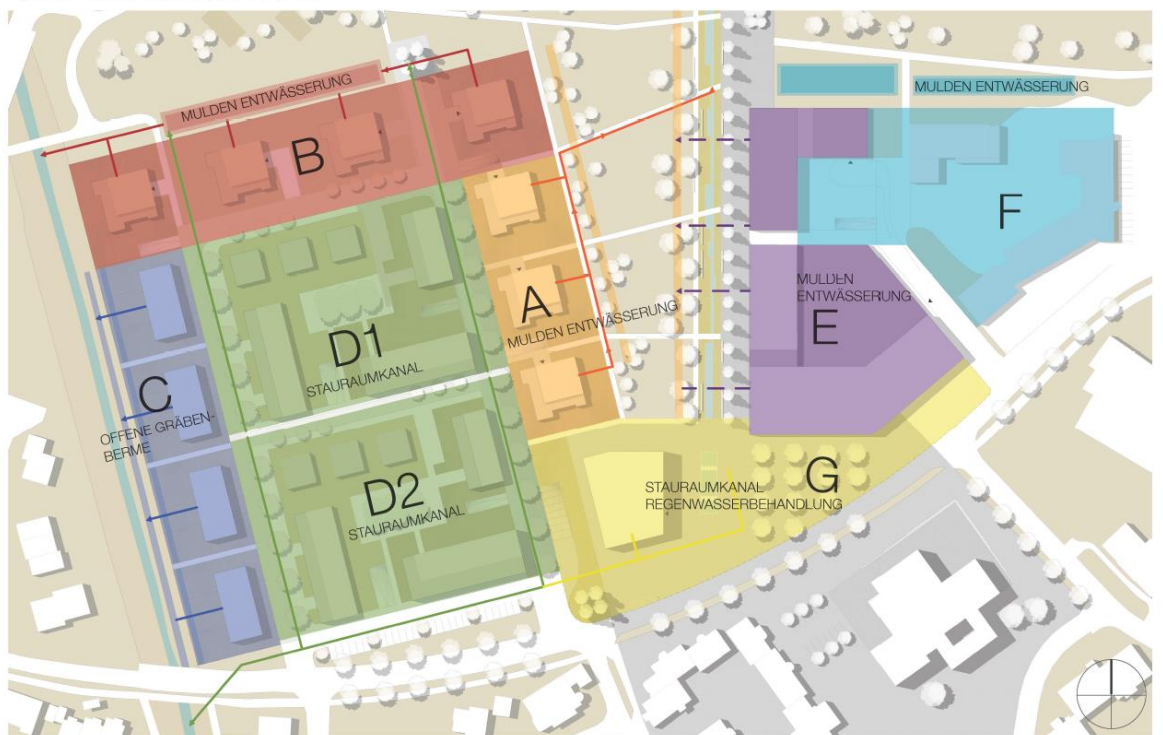 MULDEN ENTWÄSSERUNG
MULDEN ENTWÄSSERUNG
B
F
A
MULDEN ENTWÄSSERUNG
MULDEN
ENTWÄSSERUNG
E
D1
STAURAUMKANAL
C
OFFENE GRÄBEN-
BERME
D2
STAURAUMKANAL
G
STAURAUMKANAL
REGENWASSERBEHANDLUNG